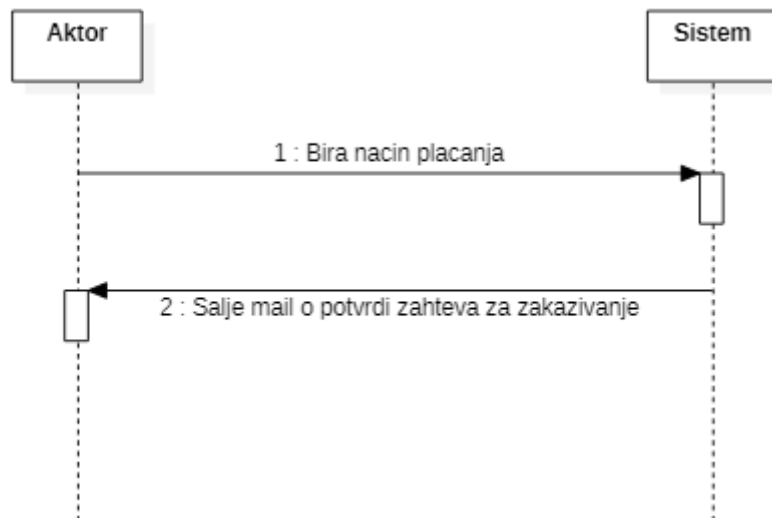 Aktor
Sistem
1 : Bira nacin placanja
2 : Salje mail o potvrdi zahteva za zakazivanje